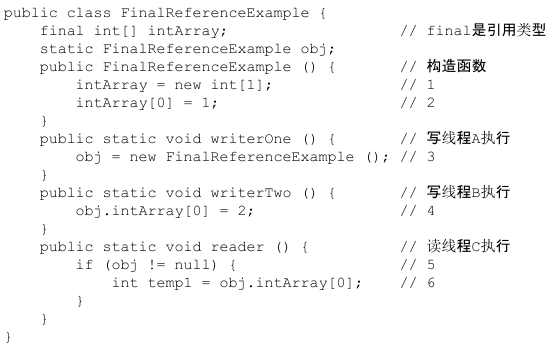 public class FinalReferenceExample {
    final int[] intArray;                    // final是引用类型
    static FinalReferenceExample obj;
    public FinalReferenceExample () {        // 构造函数
        intArray = new int[1];               // 1
        intArray[0] = 1;                     // 2
    }
    public static void writerOne () {        // 写线程A执行
        obj = new FinalReferenceExample (); // 3
    }
    public static void writerTwo () {        // 写线程B执行
        obj.intArray[0] = 2;                 // 4
    }
    public static void reader () {           // 读线程C执行
        if (obj != null) {                   // 5
            int temp1 = obj.intArray[0];     // 6
        }
    }
}